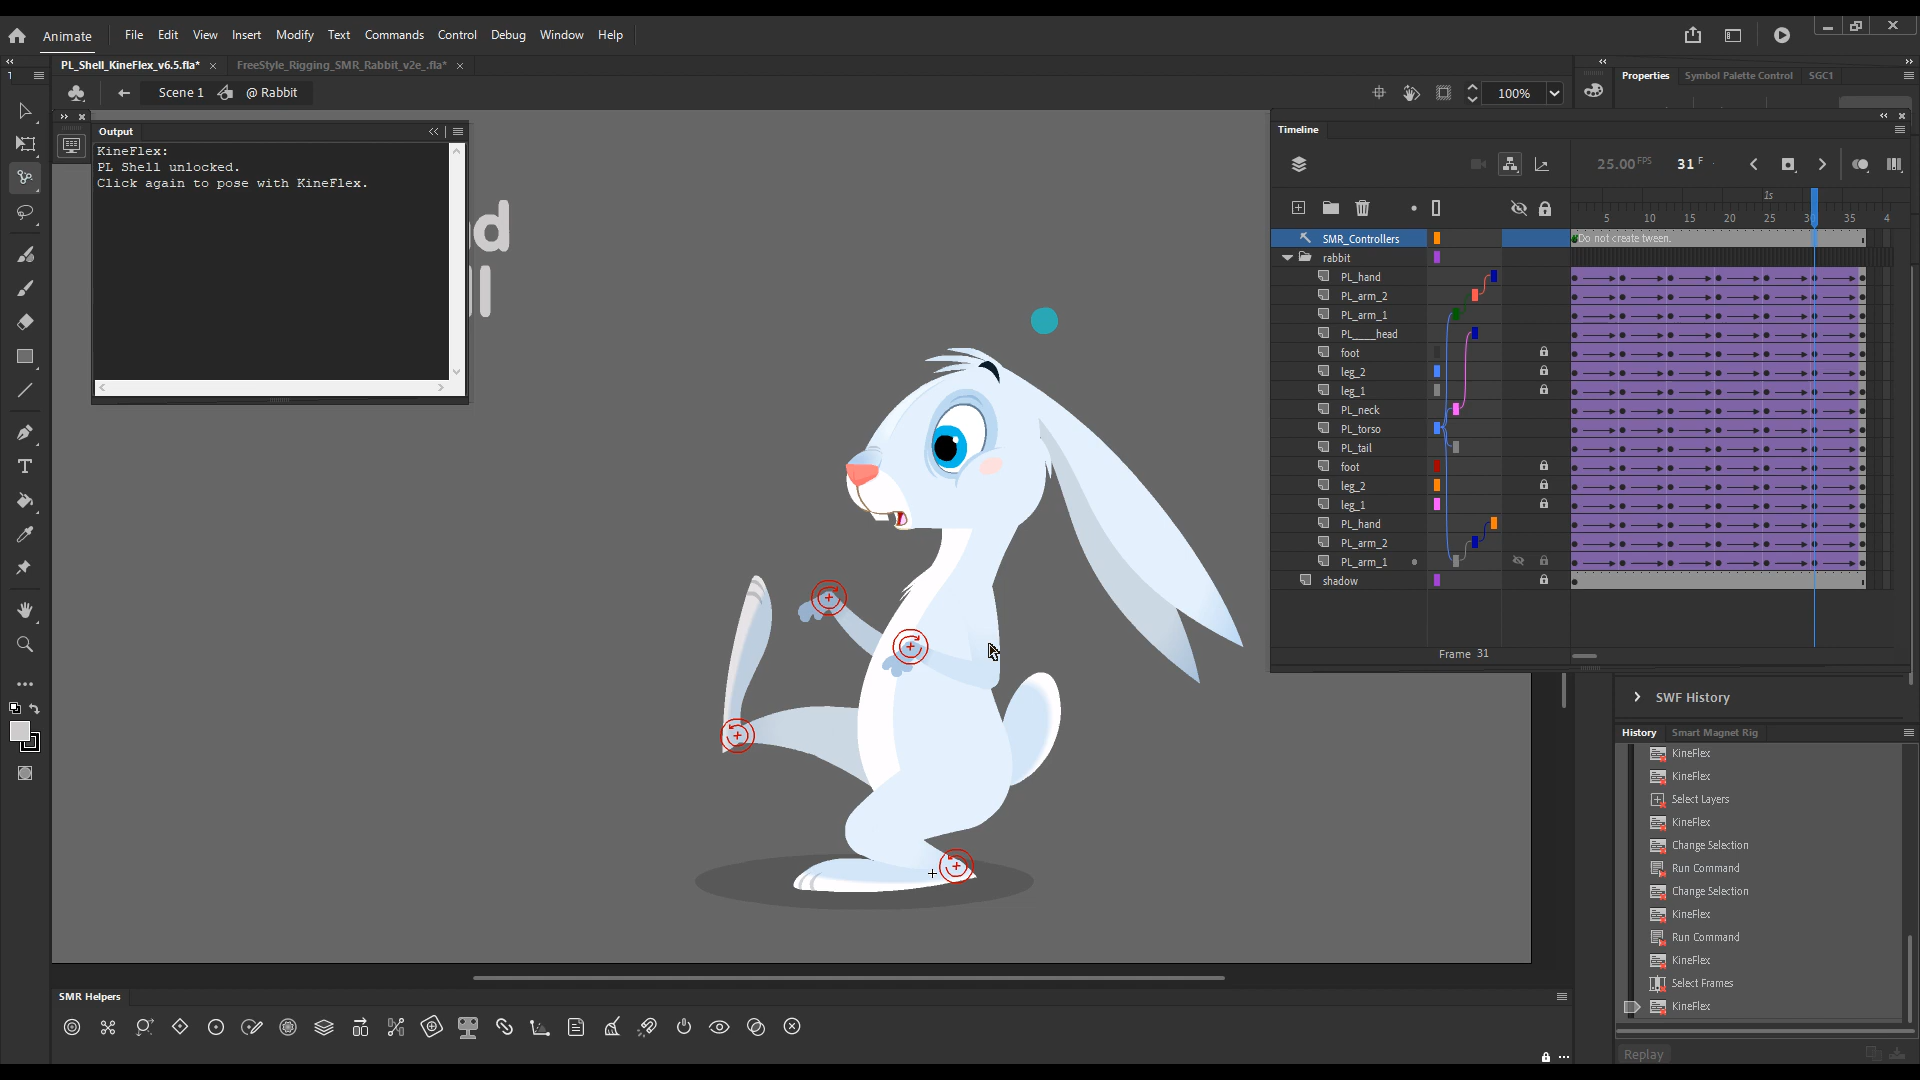 Animate
File Edit View Insert Modify Text Commands Control Debug Window Help
PL_Shell_KineFlex_v6.5.fla*
FreeStyle_Rigging_SMR_Rabbit_v2e_.fla*
Scene 1
@ Rabbit
100%
Properties
Symbol Palette Control
SGC1
Output
KineFlex:
PL Shell unlocked.
Click again to pose with KineFlex.
d
l
Timeline
25.00 FPS
31 F
1s
5 10 15 20 25 30 35 4
SMR_Controllers
Do not create tween.
rabbit
PL_hand
PL_arm_2
PL_arm_1
PL____head
foot
leg_2
leg_1
PL_neck
PL_torso
PL_tail
foot
leg_2
leg_1
PL_hand
PL_arm_2
PL_arm_1
shadow
Frame 31
SWF History
History
Smart Magnet Rig
KineFlex
KineFlex
Select Layers
KineFlex
Change Selection
Run Command
Change Selection
KineFlex
Run Command
KineFlex
Select Frames
KineFlex
Replay
SMR Helpers